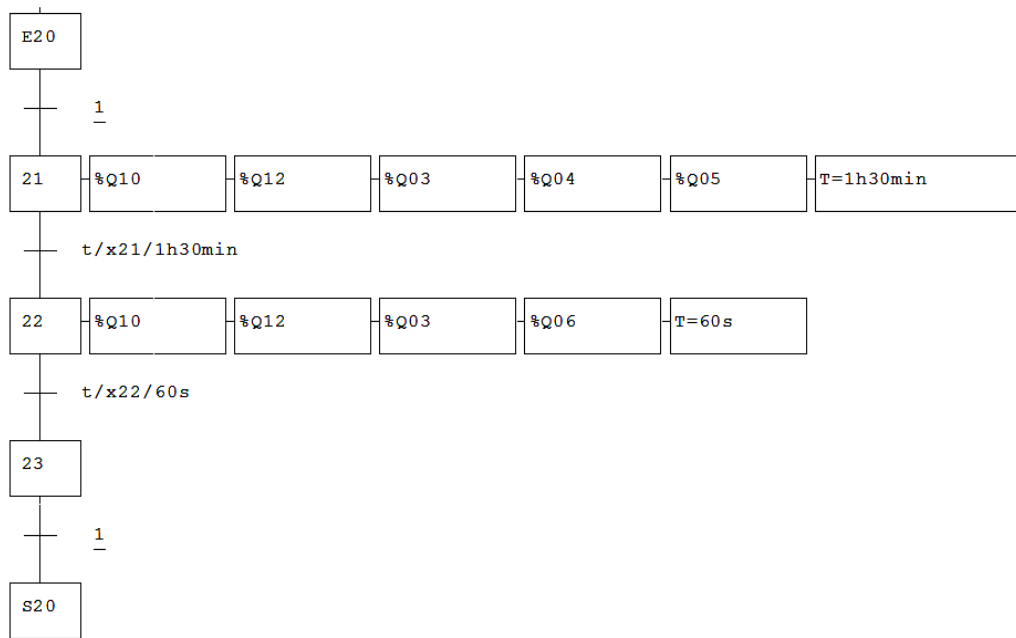 E20
1
21 %Q10 %Q12 %Q03 %Q04 %Q05 T=1h30min
t/x21/1h30min
22 %Q10 %Q12 %Q03 %Q06 T=60s
t/x22/60s
23
1
S20